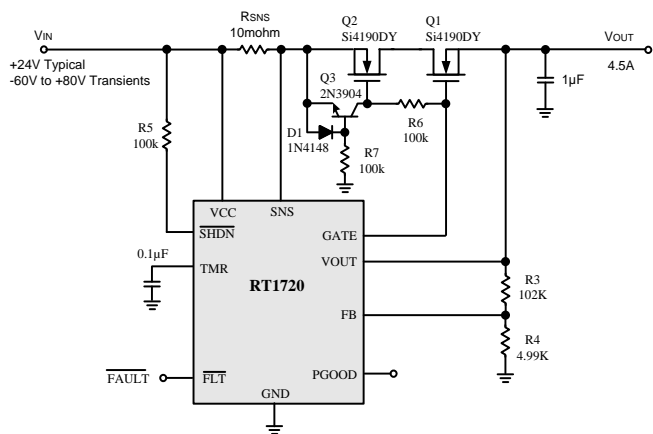 RSNS
10mohm
Q2
Si4190DY
Q1
Si4190DY
VIN
+24V Typical
-60V to +80V Transients
VOUT
4.5A
1µF
Q3
2N3904
R5
100k
D1
1N4148
R6
100k
R7
100k
VCC
SNS
SHDN
GATE
0.1µF
TMR
VOUT
RT1720
R3
102K
FB
R4
4.99K
FAULT
FLT
PGOOD
GND